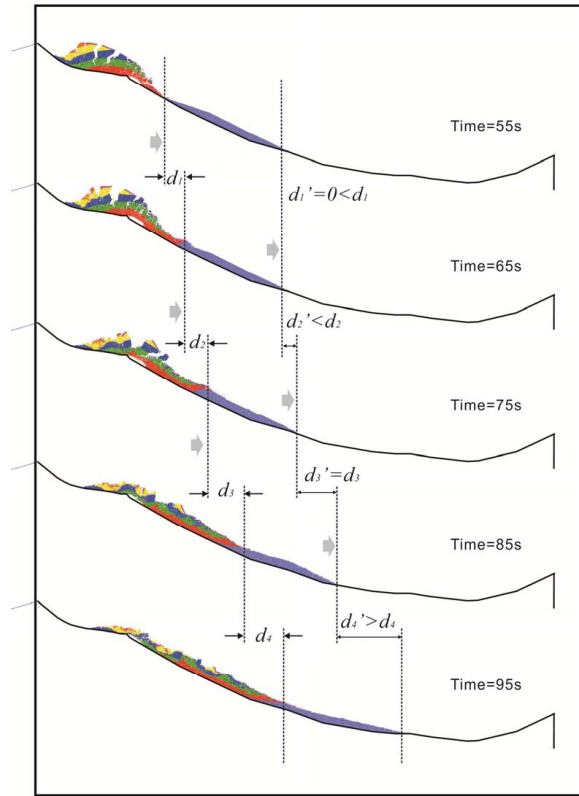 Time=55s
d1
d1'=0<d1
Time=65s
d2
d2'<d2
Time=75s
d3
d3'=d3
Time=85s
d4
d4'>d4
Time=95s